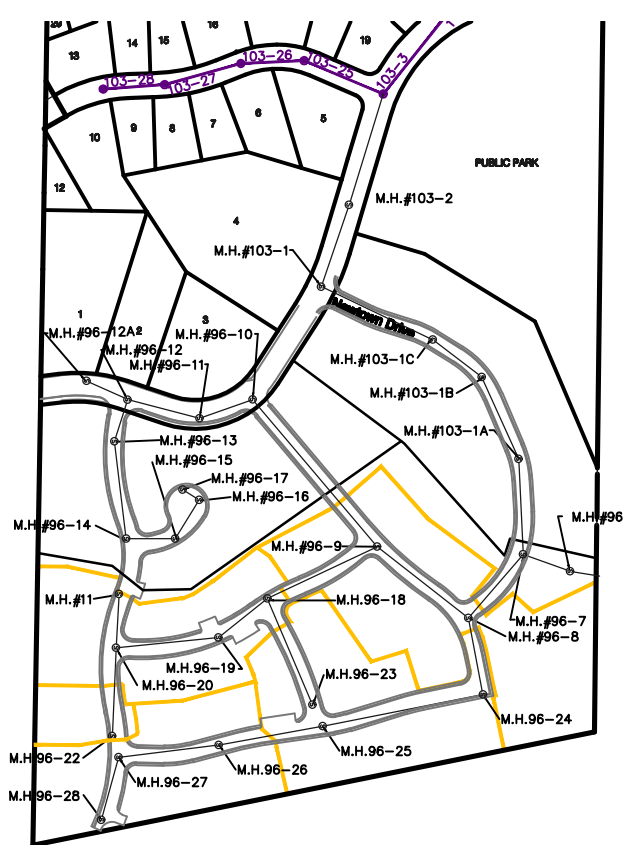 16
14
15
13
19
103-26
103-28
103-27
103-25
103-3
10
9
8
7
6
5
PUBLIC PARK
12
M.H.#103-2
4
M.H.#103-1
Newtown Drive
1
2
3
M.H.#96-12A
M.H.#96-10
M.H.#96-12
M.H.#96-11
M.H.#103-1C
M.H.#103-1B
M.H.#96-13
M.H.#103-1A
M.H.#96-15
M.H.#96-17
M.H.#96-16
M.H.#96
M.H.#96-14
M.H.#96-9
M.H.#11
M.H.96-18
M.H.#96-7
M.H.#96-8
M.H.96-19
M.H.96-20
M.H.96-23
M.H.96-24
M.H.96-25
M.H.96-22
M.H.96-26
M.H.96-27
M.H.96-28